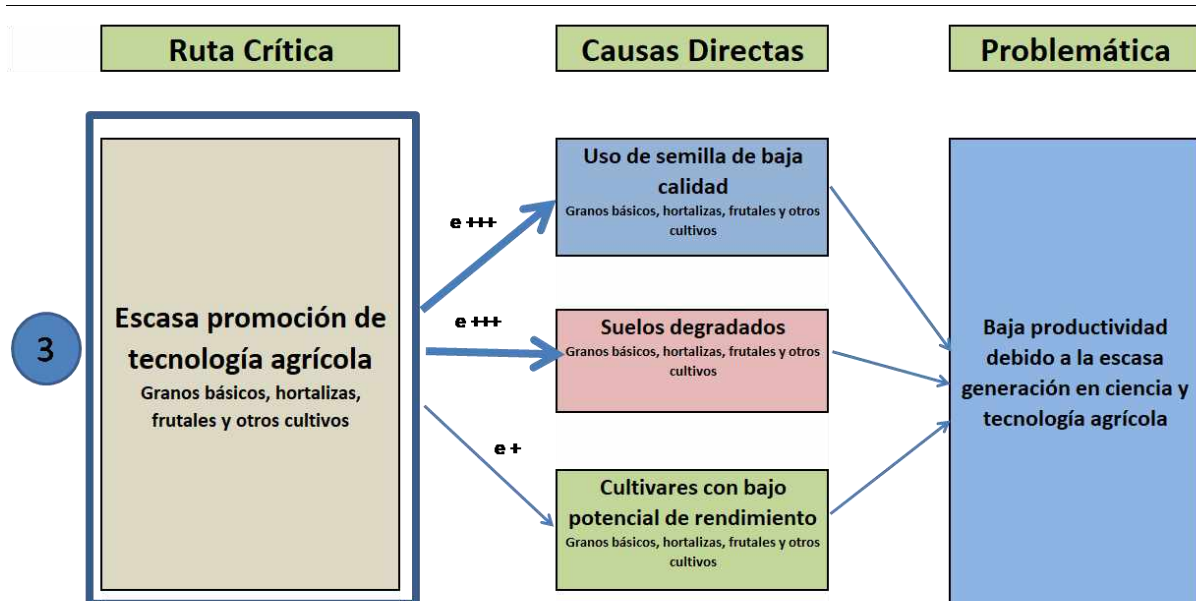 Ruta Crítica
Causas Directas
Problemática
3
Escasa promoción de
tecnología agrícola
Granos básicos, hortalizas,
frutales y otros cultivos
e +++
e +++
e +
Uso de semilla de baja
calidad
Granos básicos, hortalizas, frutales y otros
cultivos
Suelos degradados
Granos básicos, hortalizas, frutales y otros
cultivos
Cultivares con bajo
potencial de rendimiento
Granos básicos, hortalizas, frutales y otros
cultivos
Baja productividad
debido a la escasa
generación en ciencia y
tecnología agrícola